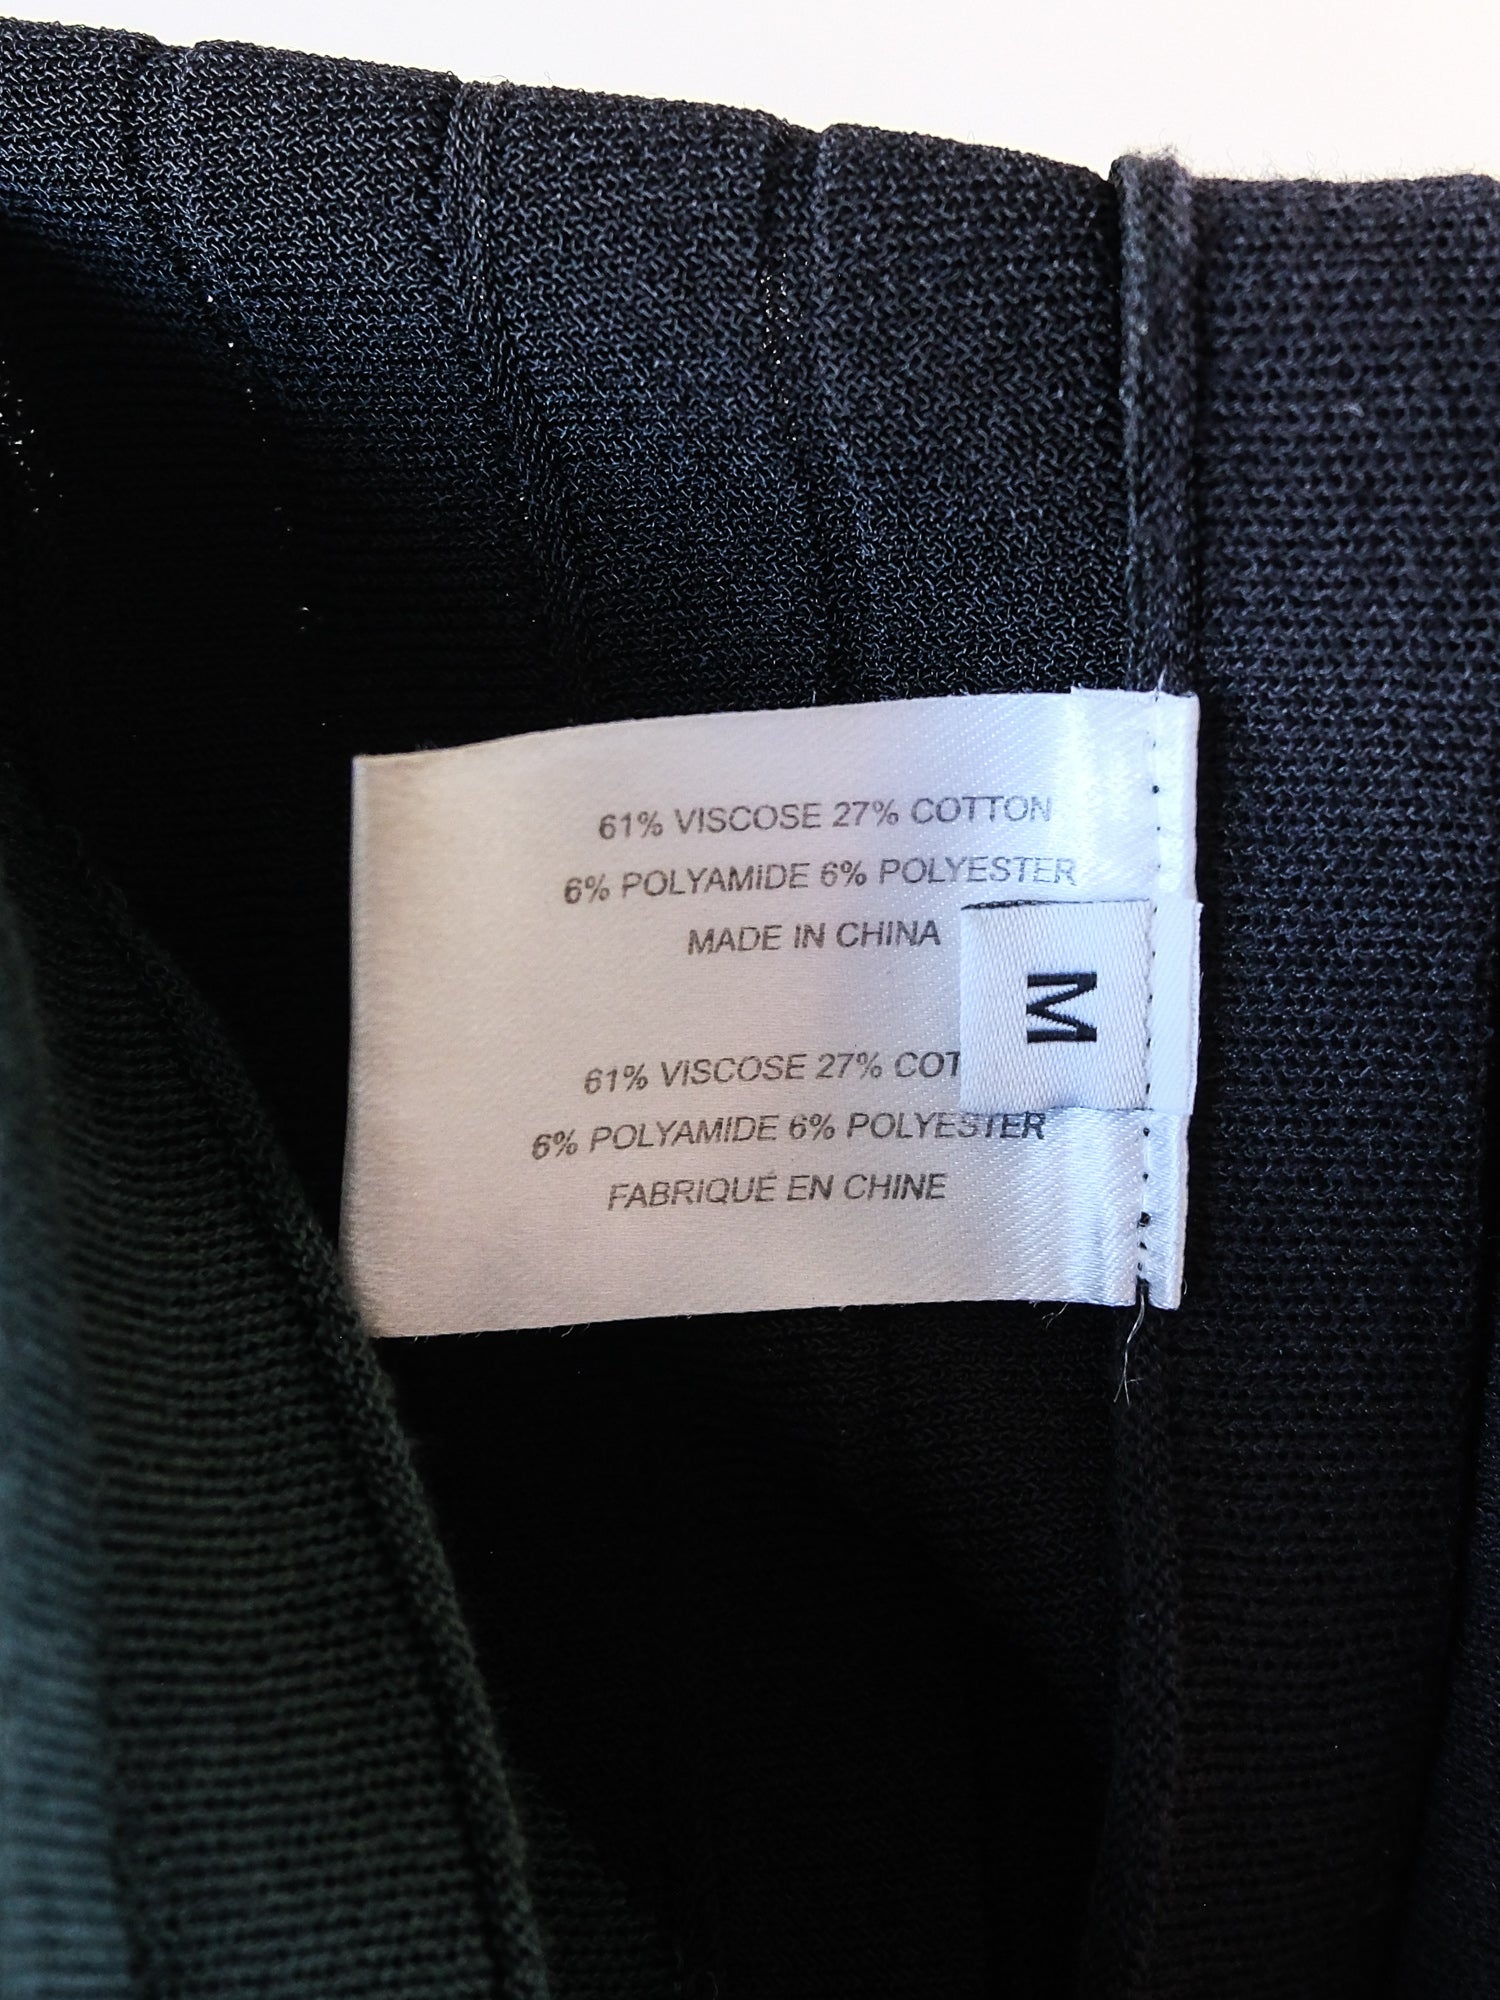 61% VISCOSE 27% COTTON
6% POLYAMIDE 6% POLYESTER
MADE IN CHINA
M
61% VISCOSE 27% COT
6% POLYAMIDE 6% POLYESTER
FABRIQUÉ EN CHINE